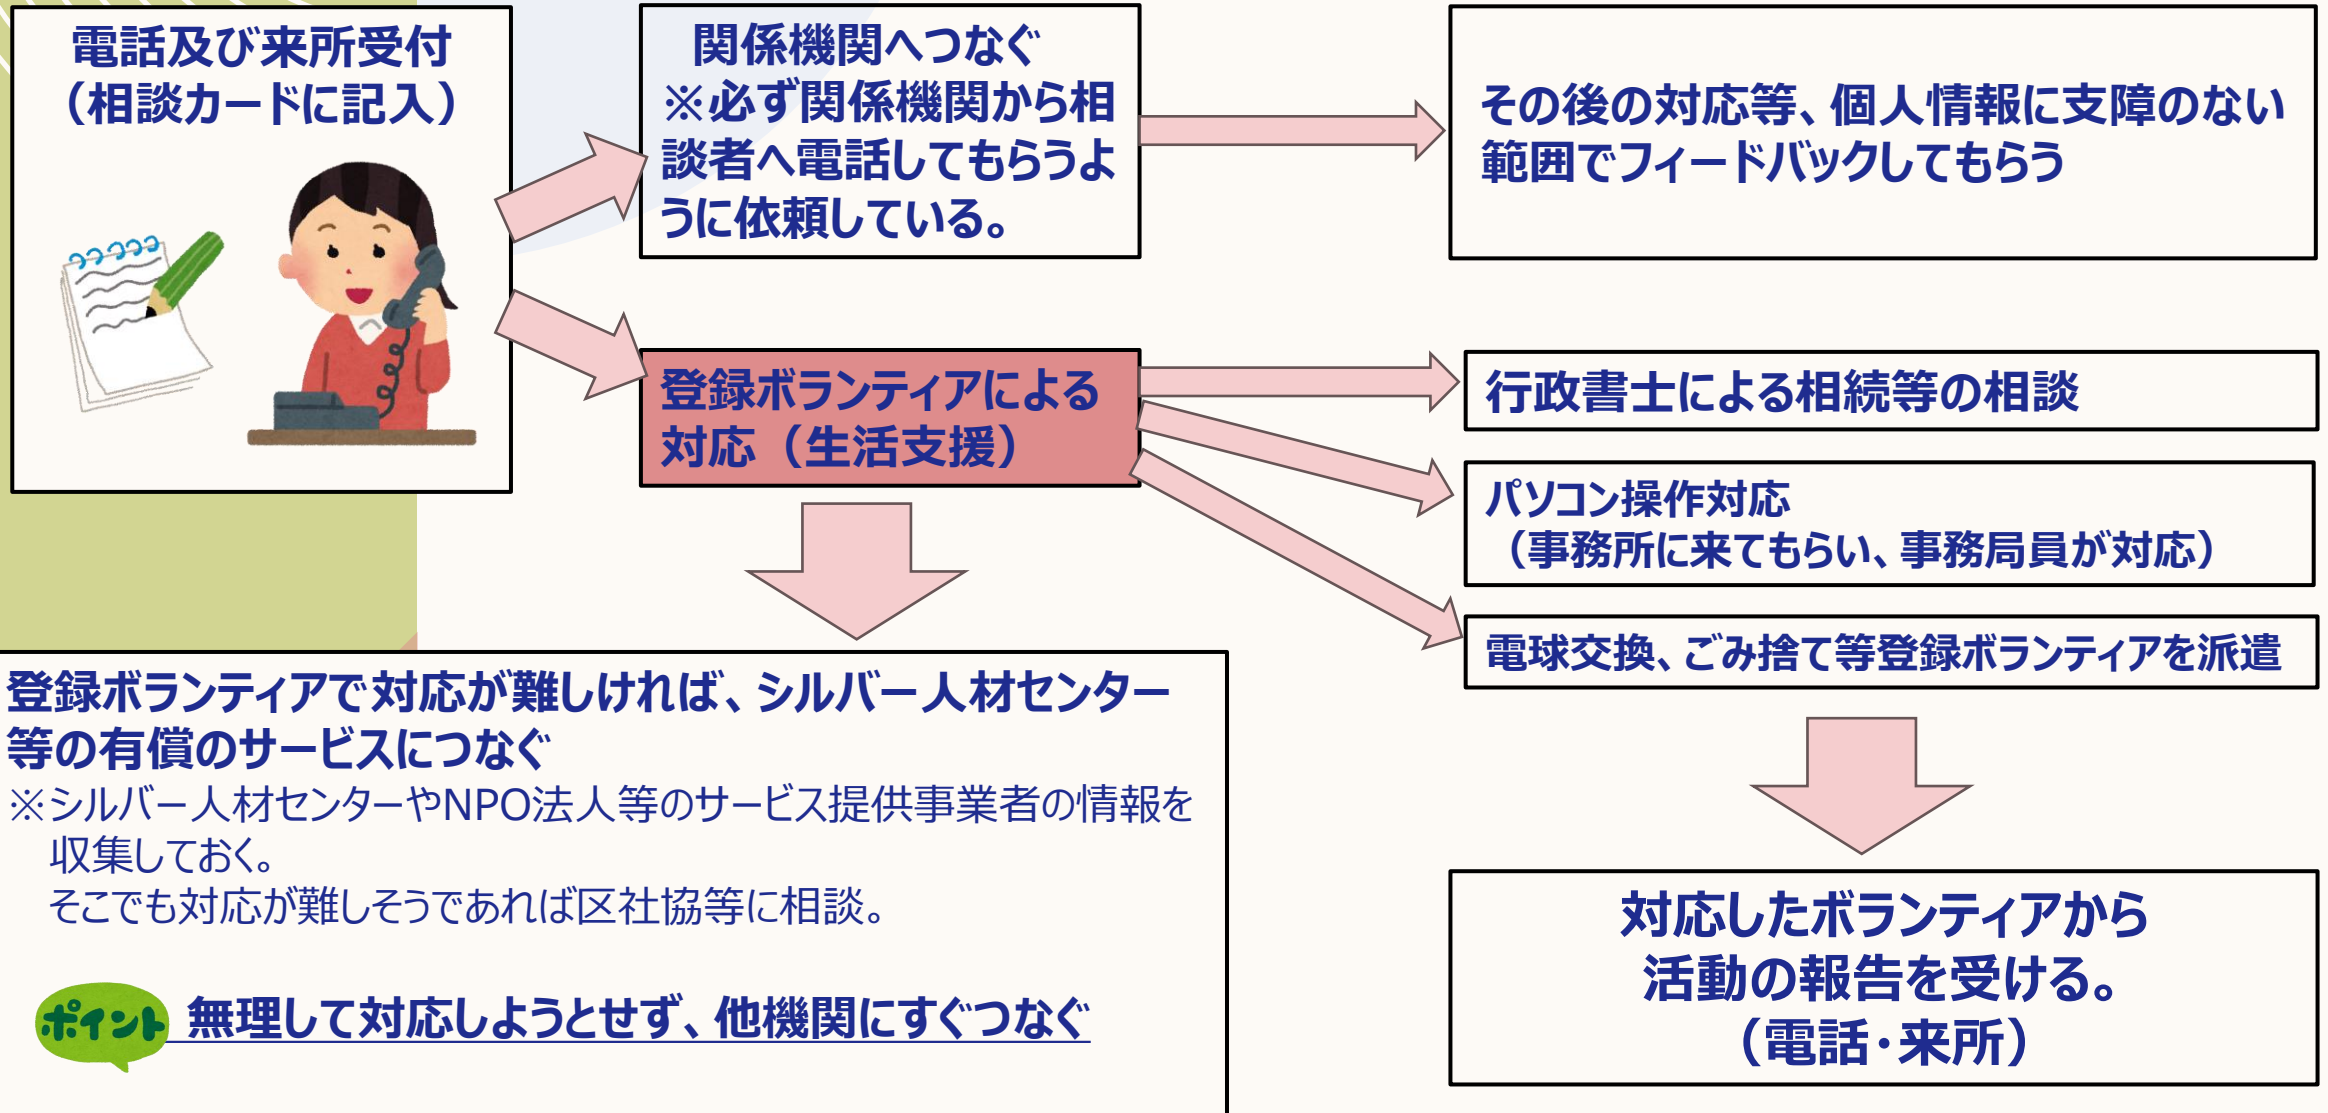 電話及び来所受付
（相談カードに記入）
関係機関へつなぐ
※必ず関係機関から相
談者へ電話してもらうよ
うに依頼している。
その後の対応等、個人情報に支障のない
範囲でフィードバックしてもらう
登録ボランティアによる
対応（生活支援）
行政書士による相続等の相談
パソコン操作対応
（事務所に来てもらい、事務局員が対応）
電球交換、ごみ捨て等登録ボランティアを派遣
登録ボランティアで対応が難しければ、シルバー人材センター
等の有償のサービスにつなぐ
※シルバー人材センターやNPO法人等のサービス提供事業者の情報を
収集しておく。
そこでも対応が難しそうであれば区社協等に相談。
ポイント 無理して対応しようとせず、他機関にすぐつなぐ
対応したボランティアから
活動の報告を受ける。
（電話・来所）